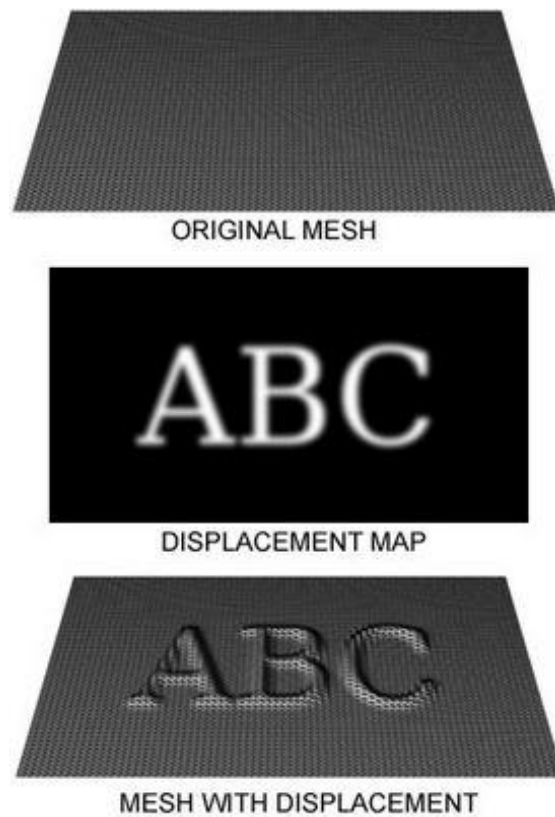 ORIGINAL MESH
ABC
DISPLACEMENT MAP
ABC
MESH WITH DISPLACEMENT